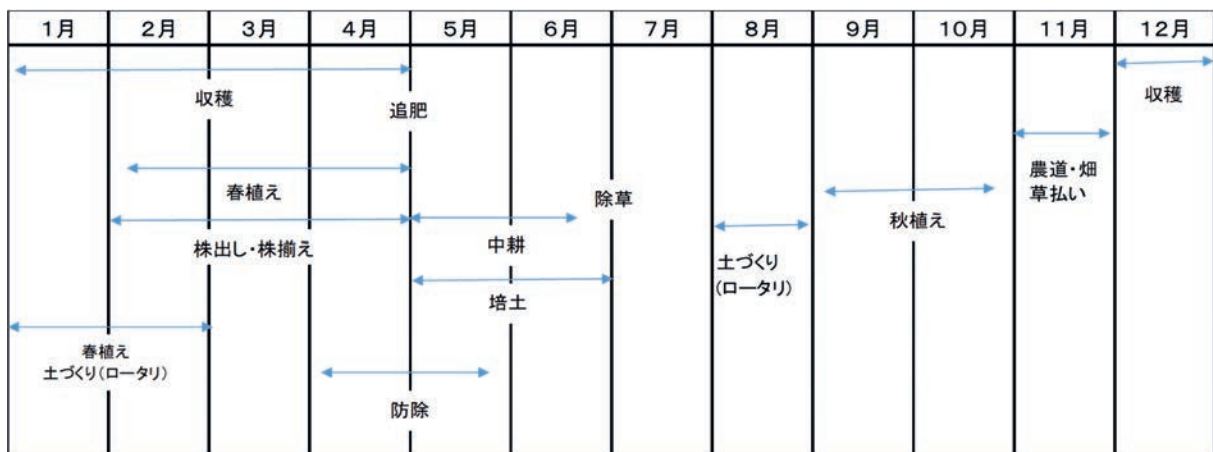 1月 2月 3月 4月 5月 6月 7月 8月 9月 10月 11月 12月
収穫
追肥
収穫
春植え
除草
農道・畑
草払い
秋植え
株出し・株揃え
中耕
土づくり
(ロータリ)
培土
春植え
土づくり(ロータリ)
防除